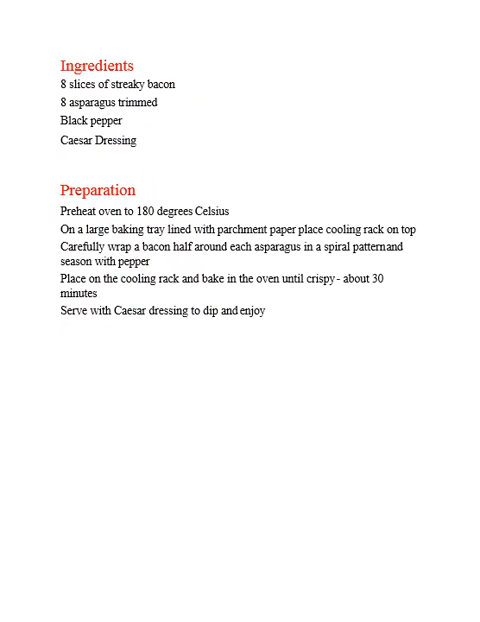 Ingredients
8 slices of streaky bacon
8 asparagus trimmed
Black pepper
Caesar Dressing
Preparation
Preheat oven to 180 degrees Celsius
On a large baking tray lined with parchment paper place cooling rack on top
Carefully wrap a bacon half around each asparagus in a spiral pattern and
season with pepper
Place on the cooling rack and bake in the oven until crispy - about 30
minutes
Serve with Caesar dressing to dip and enjoy